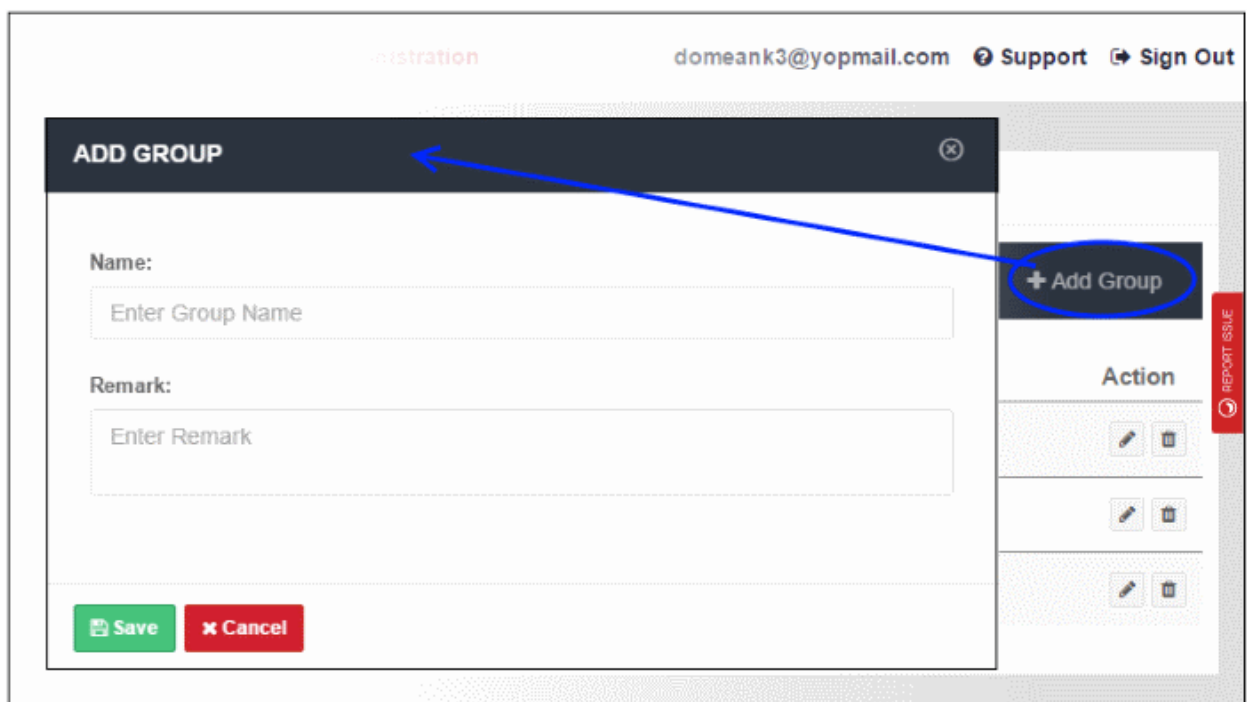 domeank3@yopmail.com Support Sign Out
ADD GROUP
Name:
Enter Group Name
Remark:
Enter Remark
Save Cancel
Add Group
Action
REPORT ISSUE